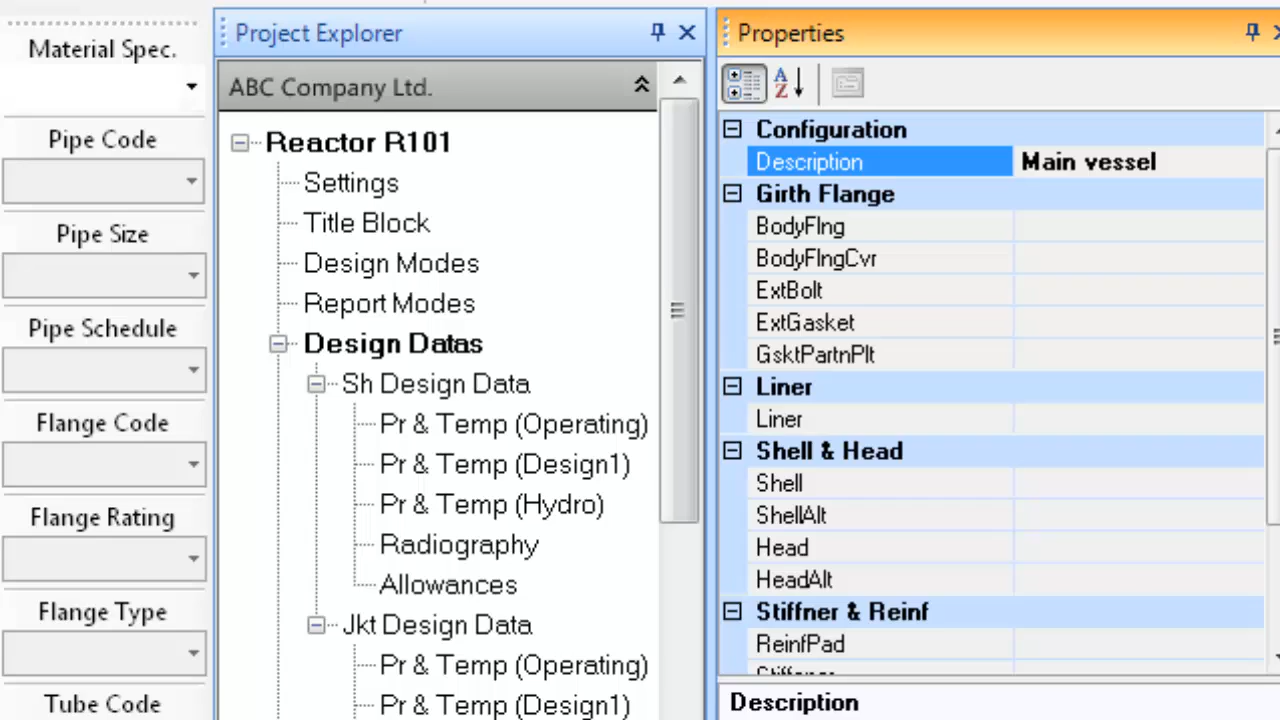 Material Spec.
Pipe Code
Pipe Size
Pipe Schedule
Flange Code
Flange Rating
Flange Type
Tube Code
Project Explorer
ABC Company Ltd.
Reactor R101
Settings
Title Block
Design Modes
Report Modes
Design Datas
Sh Design Data
Pr & Temp (Operating)
Pr & Temp (Design1)
Pr & Temp (Hydro)
Radiography
Allowances
Jkt Design Data
Pr & Temp (Operating)
Pr & Temp (Design1)
Properties
Configuration
Description Main vessel
Girth Flange
BodyFlng
BodyFlngCvr
ExtBolt
ExtGasket
GsktPartnPlt
Liner
Liner
Shell & Head
Shell
ShellAlt
Head
HeadAlt
Stiffner & Reinf
ReinfPad
Description